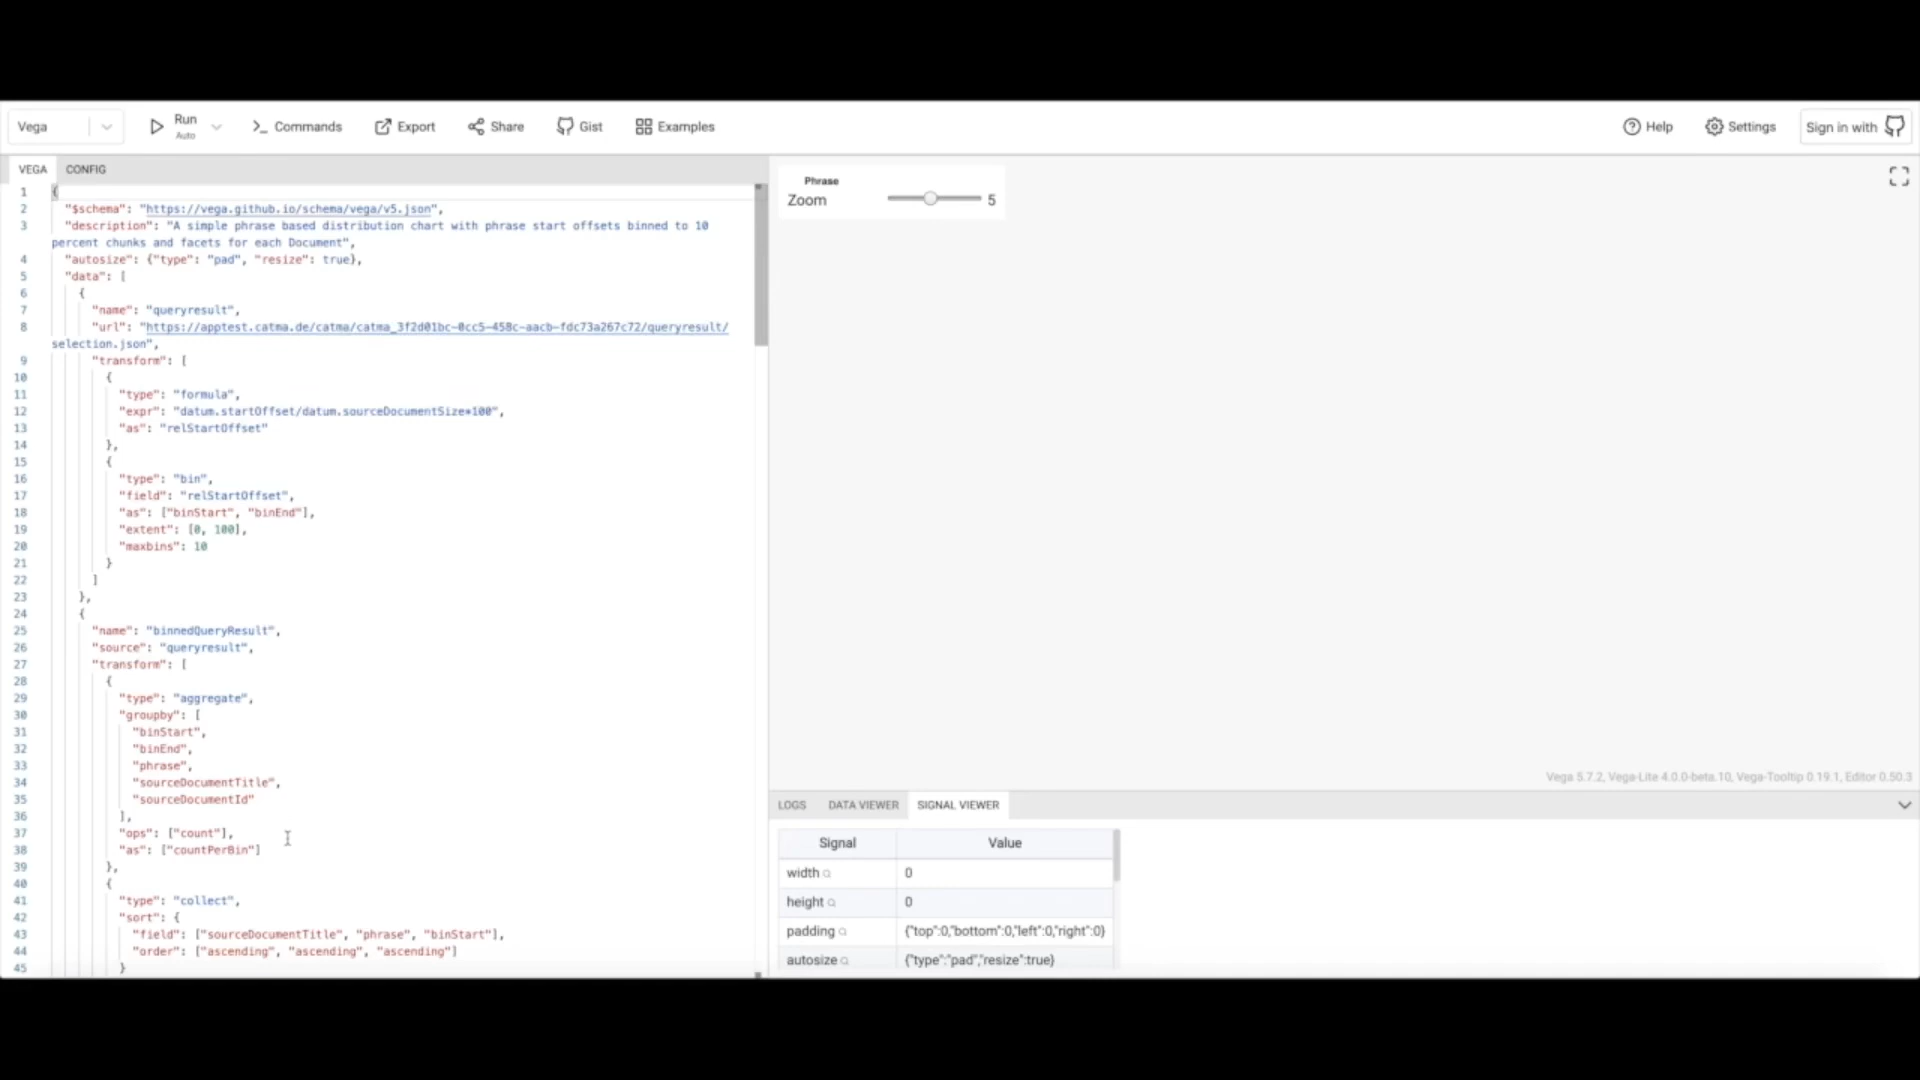 Vega
Run
Auto
Commands
Export
Share
Gist
Examples
Help
Settings
Sign in with
VEGA
CONFIG
1 {
2 "$schema": "https://vega.github.io/schema/vega/v5.json",
3 "description": "A simple phrase based distribution chart with phrase start offsets binned to 10
percent chunks and facets for each Document",
4 "autosize": {"type": "pad", "resize": true},
5 "data": [
6 {
7 "name": "queryresult",
8 "url": "https://apptest.catma.de/catma/catma_3f2d01bc-0cc5-458c-aacb-fdc73a267c72/queryresult/
selection.json",
9 "transform": [
10 {
11 "type": "formula",
12 "expr": "datum.startOffset/datum.sourceDocumentSize*100",
13 "as": "relStartOffset"
14 },
15 {
16 "type": "bin",
17 "field": "relStartOffset",
18 "as": ["binStart", "binEnd"],
19 "extent": [0, 100],
20 "maxbins": 10
21 }
22 ]
23 },
24 {
25 "name": "binnedQueryResult",
26 "source": "queryresult",
27 "transform": [
28 {
29 "type": "aggregate",
30 "groupby": [
31 "binStart",
32 "binEnd",
33 "phrase",
34 "sourceDocumentTitle",
35 "sourceDocumentId"
36 ],
37 "ops": ["count"],
38 "as": ["countPerBin"]
39 },
40 {
41 "type": "collect",
42 "sort": {
43 "field": ["sourceDocumentTitle", "phrase", "binStart"],
44 "order": ["ascending", "ascending", "ascending"]
45 }
Phrase
Zoom 5
Vega 5.7.2, Vega-Lite 4.0.0-beta.10, Vega-Tooltip 0.19.1, Editor 0.50.3
LOGS
DATA VIEWER
SIGNAL VIEWER
Signal Value
width 0
height 0
padding {"top":0,"bottom":0,"left":0,"right":0}
autosize {"type":"pad","resize":true}